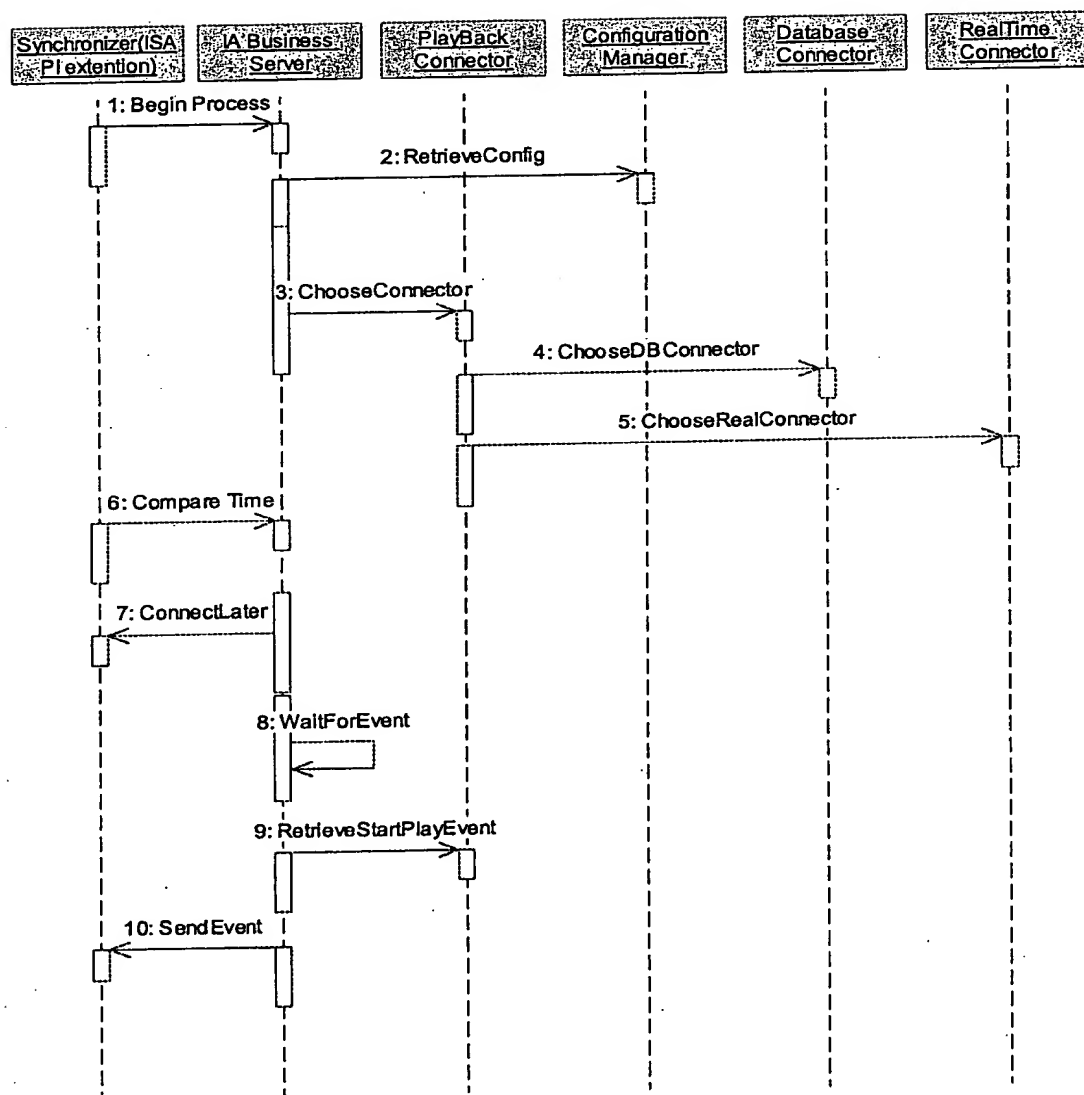 Synchronizer(ISA
PI extention)
IA Business
Server
PlayBack
Connector
Configuration
Manager
Database
Connector
RealTime
Connector
1: Begin Process
2: RetrieveConfig
3: ChooseConnector
4: ChooseDBConnector
5: ChooseRealConnector
6: Compare Time
7: ConnectLater
8: WaitForEvent
9: RetrieveStartPlayEvent
10: SendEvent